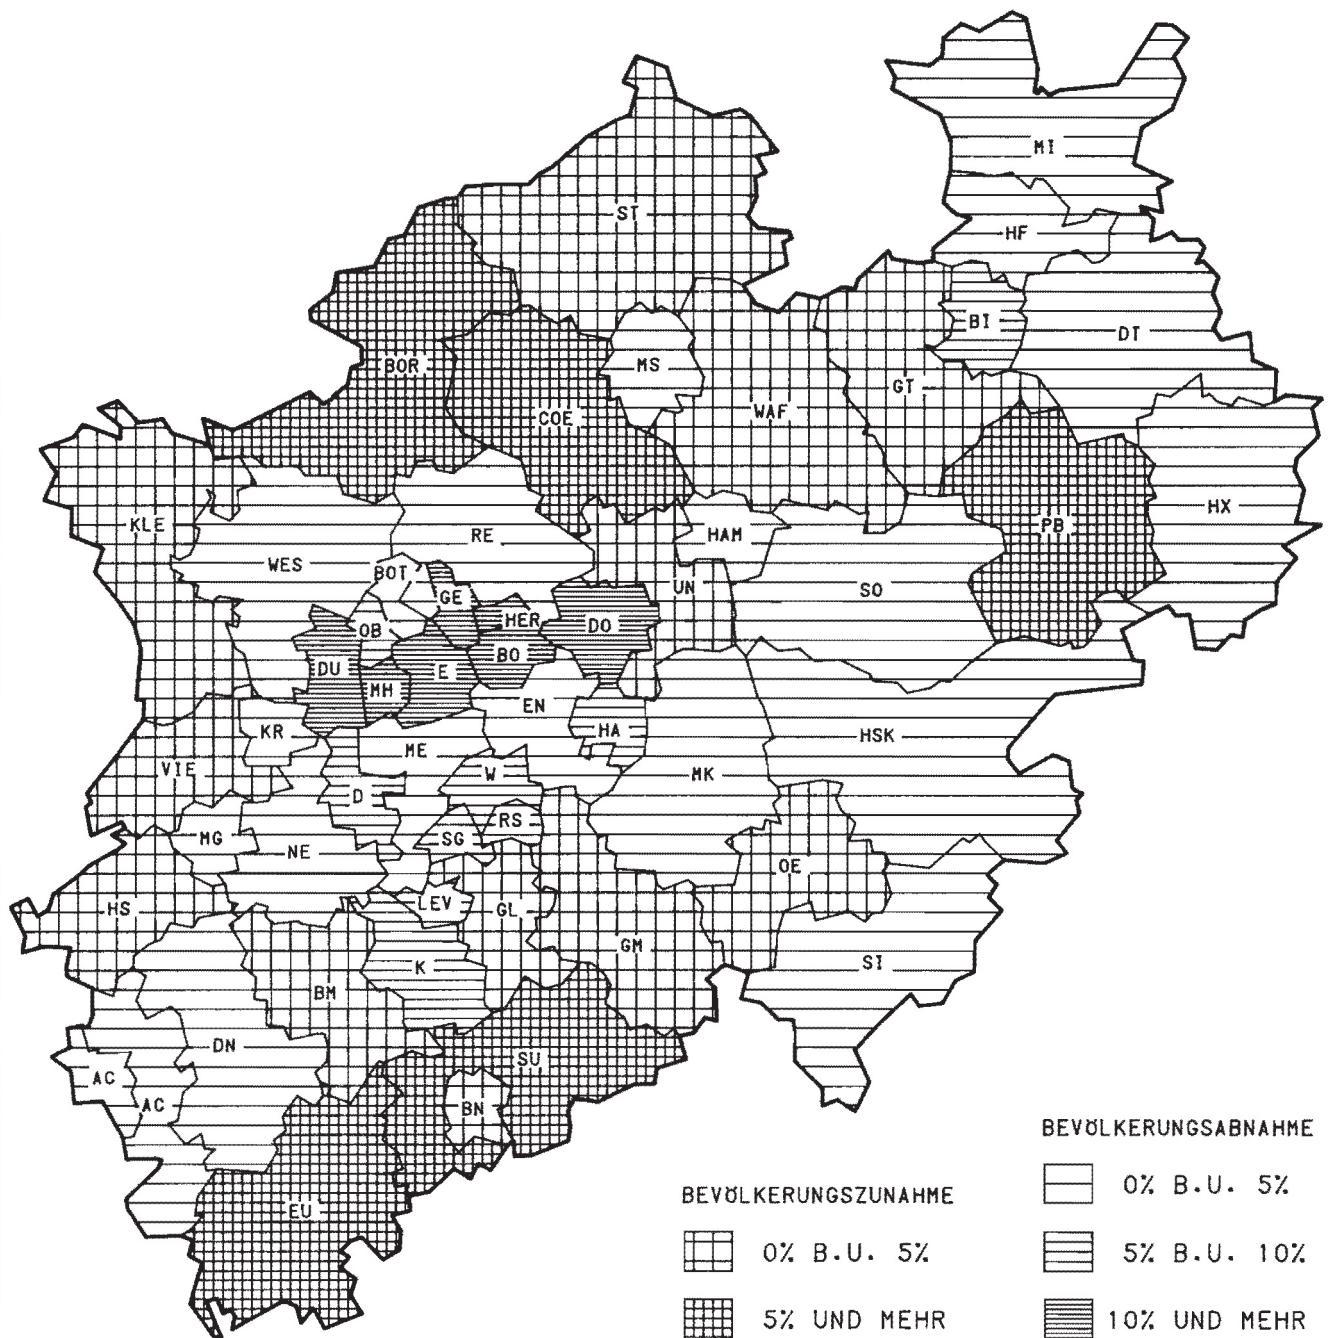 MI
ST
HF
BI
DT
BOR
MS
GT
COE
WAF
KLE
RE
HAM
HX
PB
WES
BOT
SO
UN
GE
HER
DO
OB
BO
DU
E
MH
EN
KR
HA
HSK
ME
VIE
W
MK
D
RS
MG
SG
NE
OE
LEV
HS
GL
GM
K
SI
BM
DN
SU
AC
AC
BN
EU
BEVÖLKERUNGSZUNAHME
0% B.U. 5%
5% UND MEHR
BEVÖLKERUNGSABNAHME
0% B.U. 5%
5% B.U. 10%
10% UND MEHR